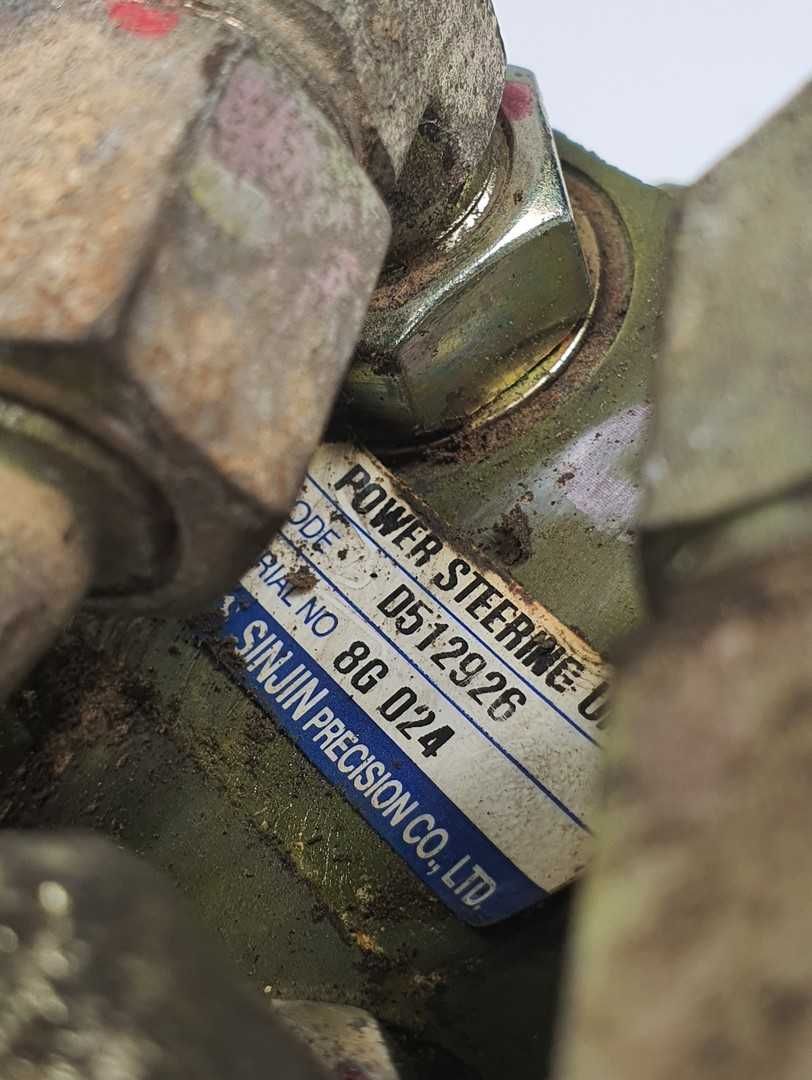 POWER STEERING U
ODE D512926
RIAL NO 8G 024
SINJIN PRECISION CO., LTD.